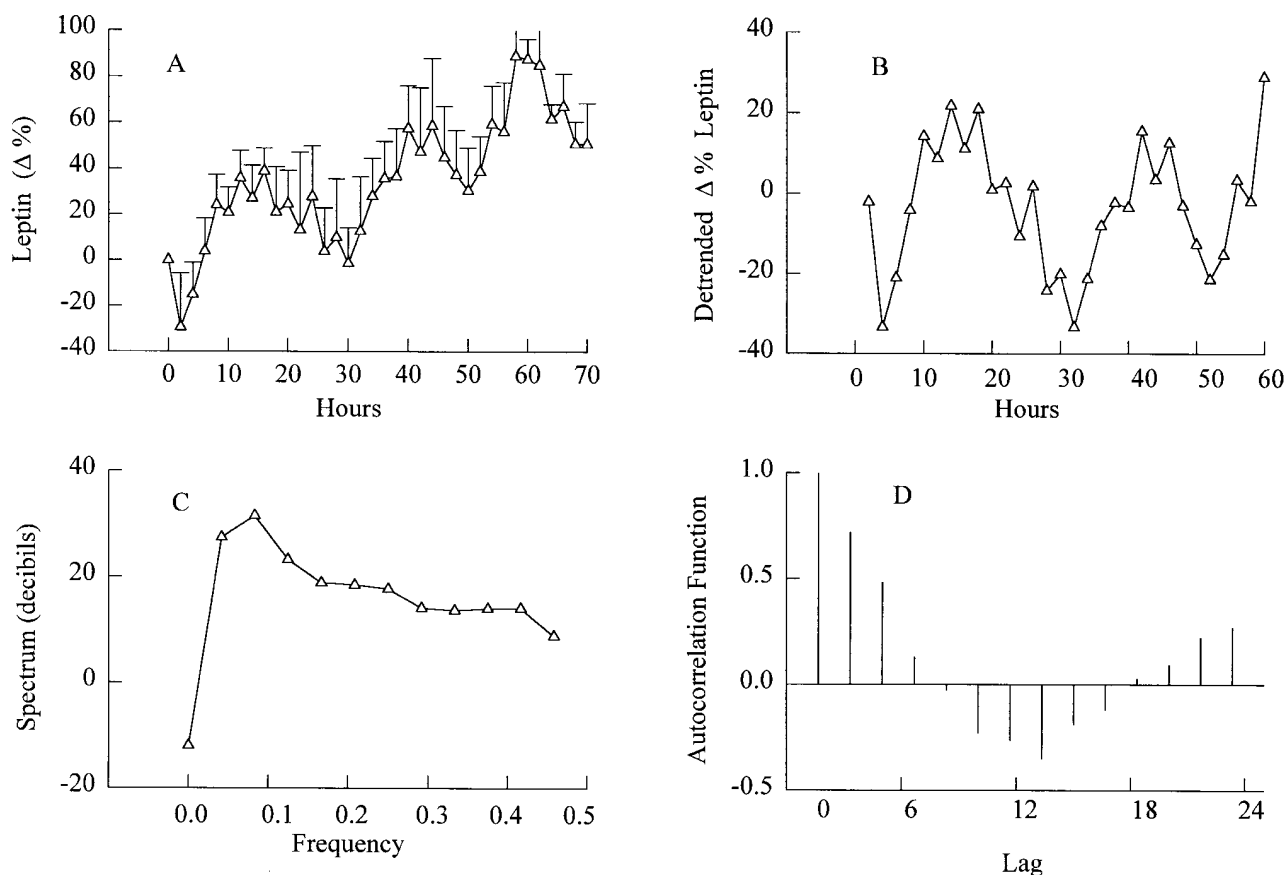 A
Leptin (Δ %)
100
80
60
40
20
0
-20
-40
0 10 20 30 40 50 60 70
Hours
B
Detrended Δ % Leptin
40
20
0
-20
-40
0 10 20 30 40 50 60
Hours
C
Spectrum (decibils)
40
20
0
-20
0.0 0.1 0.2 0.3 0.4 0.5
Frequency
D
Autocorrelation Function
1.0
0.5
0.0
-0.5
0 6 12 18 24
Lag